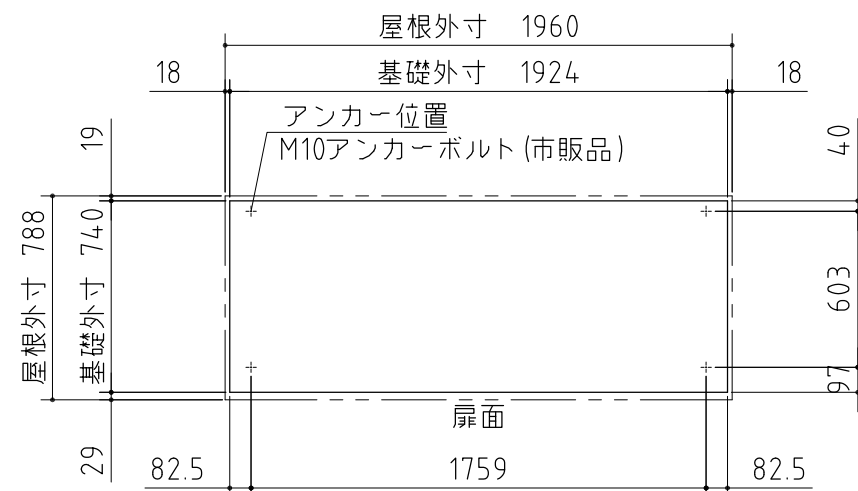 屋根外寸 1960
18 基礎外寸 1924 18
アンカー位置
M10アンカーボルト(市販品)
19
40
屋根外寸 788
基礎外寸 740
603
97
扉面
29
82.5 1759 82.5